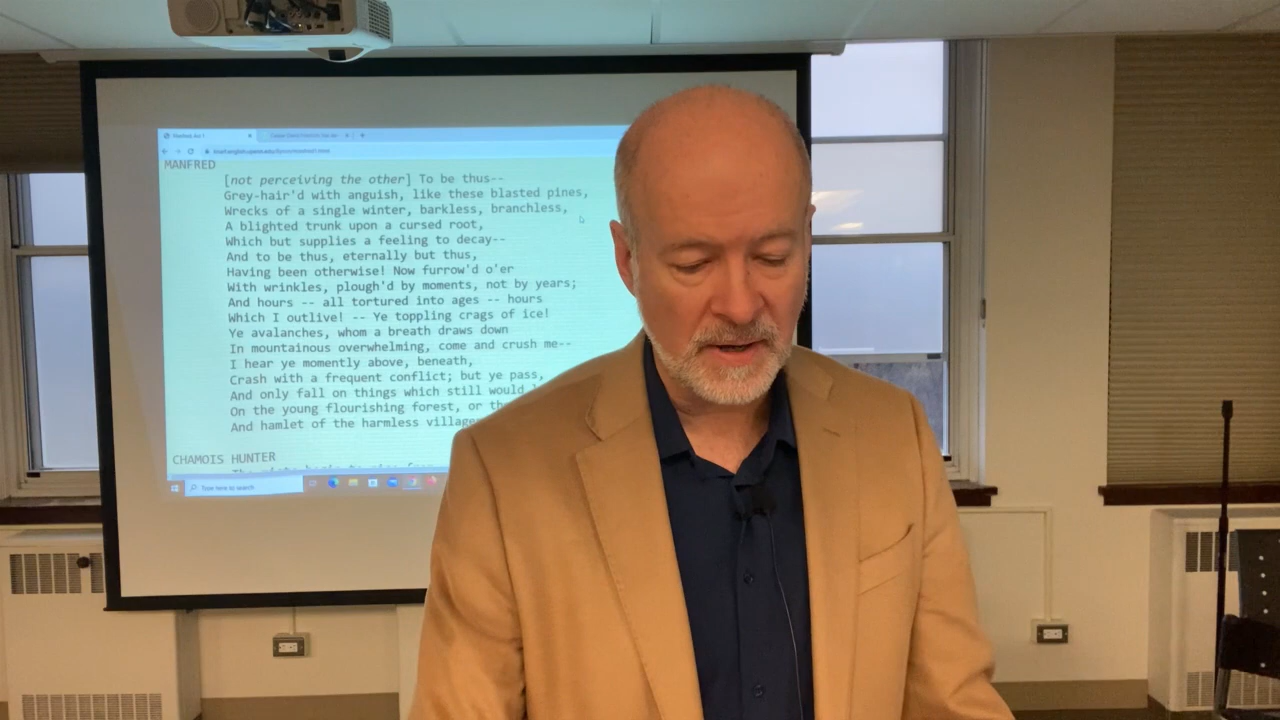 Manfred: Act 1
MANFRED
[not perceiving the other] To be thus--
Grey-hair'd with anguish, like these blasted pines,
Wrecks of a single winter, barkless, branchless,
A blighted trunk upon a cursed root,
Which but supplies a feeling to decay--
And to be thus, eternally but thus,
Having been otherwise! Now furrow'd o'er
With wrinkles, plough'd by moments, not by years;
And hours -- all tortured into ages -- hours
Which I outlive! -- Ye toppling crags of ice!
Ye avalanches, whom a breath draws down
In mountainous overwhelming, come and crush me--
I hear ye momently above, beneath,
Crash with a frequent conflict; but ye pass,
And only fall on things which still would
On the young flourishing forest, or
And hamlet of the harmless
CHAMOIS HUNTER
Type here to search